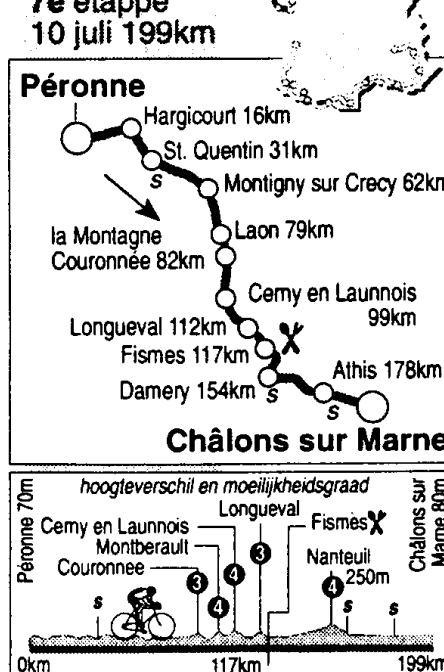 7e etappe
10 juli 199km
Péronne
Hargicourt 16km
St. Quentin 31km
s
Montigny sur Crecy 62km
la Montagne
Couronnée 82km
Laon 79km
Cerny en Launnois
99km
Longueval 112km
Fismes 117km
Athis 178km
Damery 154km
s
s
Châlons sur Marne
Péronne 70m
hoogteverschil en moeilijkheidsgraad
Châlons sur
Marne 80m
Longueval
Cerny en Launnois
Fismes
Montberault
Couronnee
Nanteuil
250m
3
4
4
3
4
s
s
s
0km
117km
199km